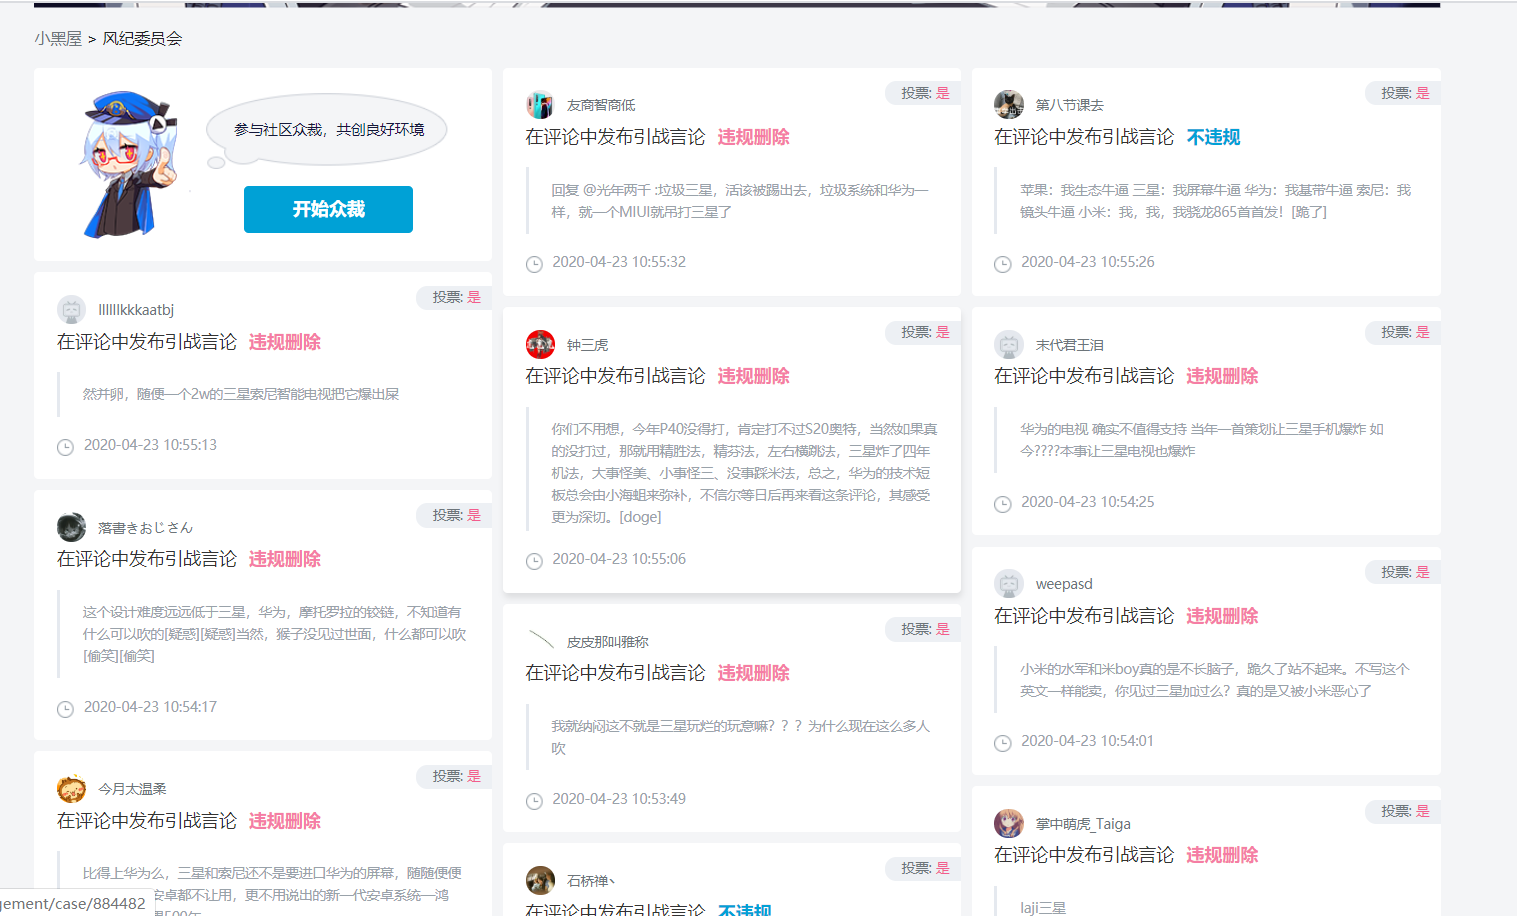 小黑屋 > 风纪委员会
参与社区众裁，共创良好环境
开始众裁
投票: 是
llllllkkkaatbj
在评论中发布引战言论 违规删除
然并卵，随便一个2w的三星索尼智能电视把它爆出屎
2020-04-23 10:55:13
投票: 是
落書きおじさん
在评论中发布引战言论 违规删除
这个设计难度远远低于三星，华为，摩托罗拉的铰链，不知道有
什么可以吹的[疑惑][疑惑]当然，猴子没见过世面，什么都可以吹
[偷笑][偷笑]
2020-04-23 10:54:17
投票: 是
今月太温柔
在评论中发布引战言论 违规删除
比得上华为么，三星和索尼还不是要进口华为的屏幕，随随便便
安卓都不让用，更不用说出的新一代安卓系统一鸿
gement/case/884482
投票: 是
友商智商低
在评论中发布引战言论 违规删除
回复 @光年两千 :垃圾三星，活该被踢出去，垃圾系统和华为一
样，就一个MIUI就吊打三星了
2020-04-23 10:55:32
投票: 是
钟三虎
在评论中发布引战言论 违规删除
你们不用想，今年P40没得打，肯定打不过S20奥特，当然如果真
的没打过，那就用精胜法，精芬法，左右横跳法，三星炸了四年
机法，大事怪美、小事怪三、没事踩米法，总之，华为的技术短
板总会由小海蛆来弥补，不信尔等日后再来看这条评论，其感受
更为深切。[doge]
2020-04-23 10:55:06
投票: 是
皮皮那叫雅称
在评论中发布引战言论 违规删除
我就纳闷这不就是三星玩烂的玩意嘛？？？为什么现在这么多人
吹
2020-04-23 10:53:49
投票: 是
石桥禅丶
在评论中发布引战言论 不违规
投票: 是
第八节课去
在评论中发布引战言论 不违规
苹果：我生态牛逼 三星：我屏幕牛逼 华为：我基带牛逼 索尼：我
镜头牛逼 小米：我，我，我骁龙865首首发！[跪了]
2020-04-23 10:55:26
投票: 是
末代君王泪
在评论中发布引战言论 违规删除
华为的电视 确实不值得支持 当年一首策划让三星手机爆炸 如
今????本事让三星电视也爆炸
2020-04-23 10:54:25
投票: 是
weepasd
在评论中发布引战言论 违规删除
小米的水军和米boy真的是不长脑子，跪久了站不起来。不写这个
英文一样能卖，你见过三星加过么？真的是又被小米恶心了
2020-04-23 10:54:01
投票: 是
掌中萌虎_Taiga
在评论中发布引战言论 违规删除
laji三星